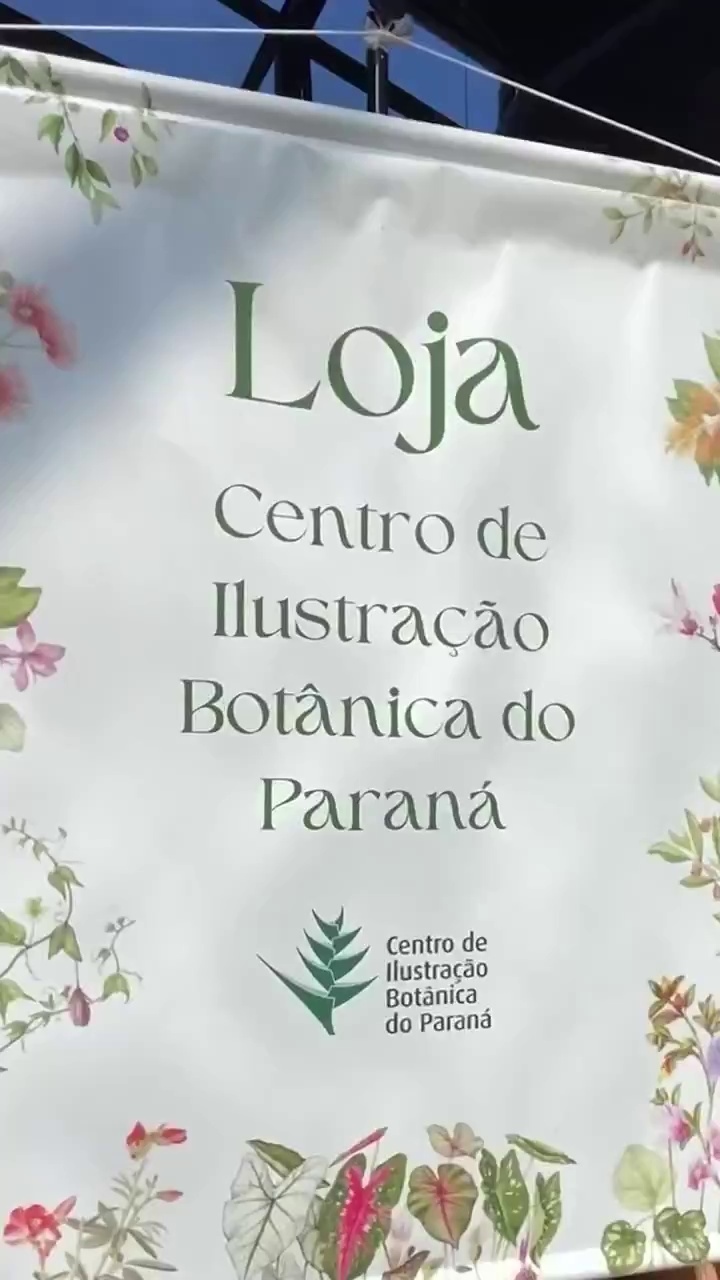 Loja
Centro de
Ilustração
Botânica do
Paraná
Centro de
Ilustração
Botânica
do Paraná